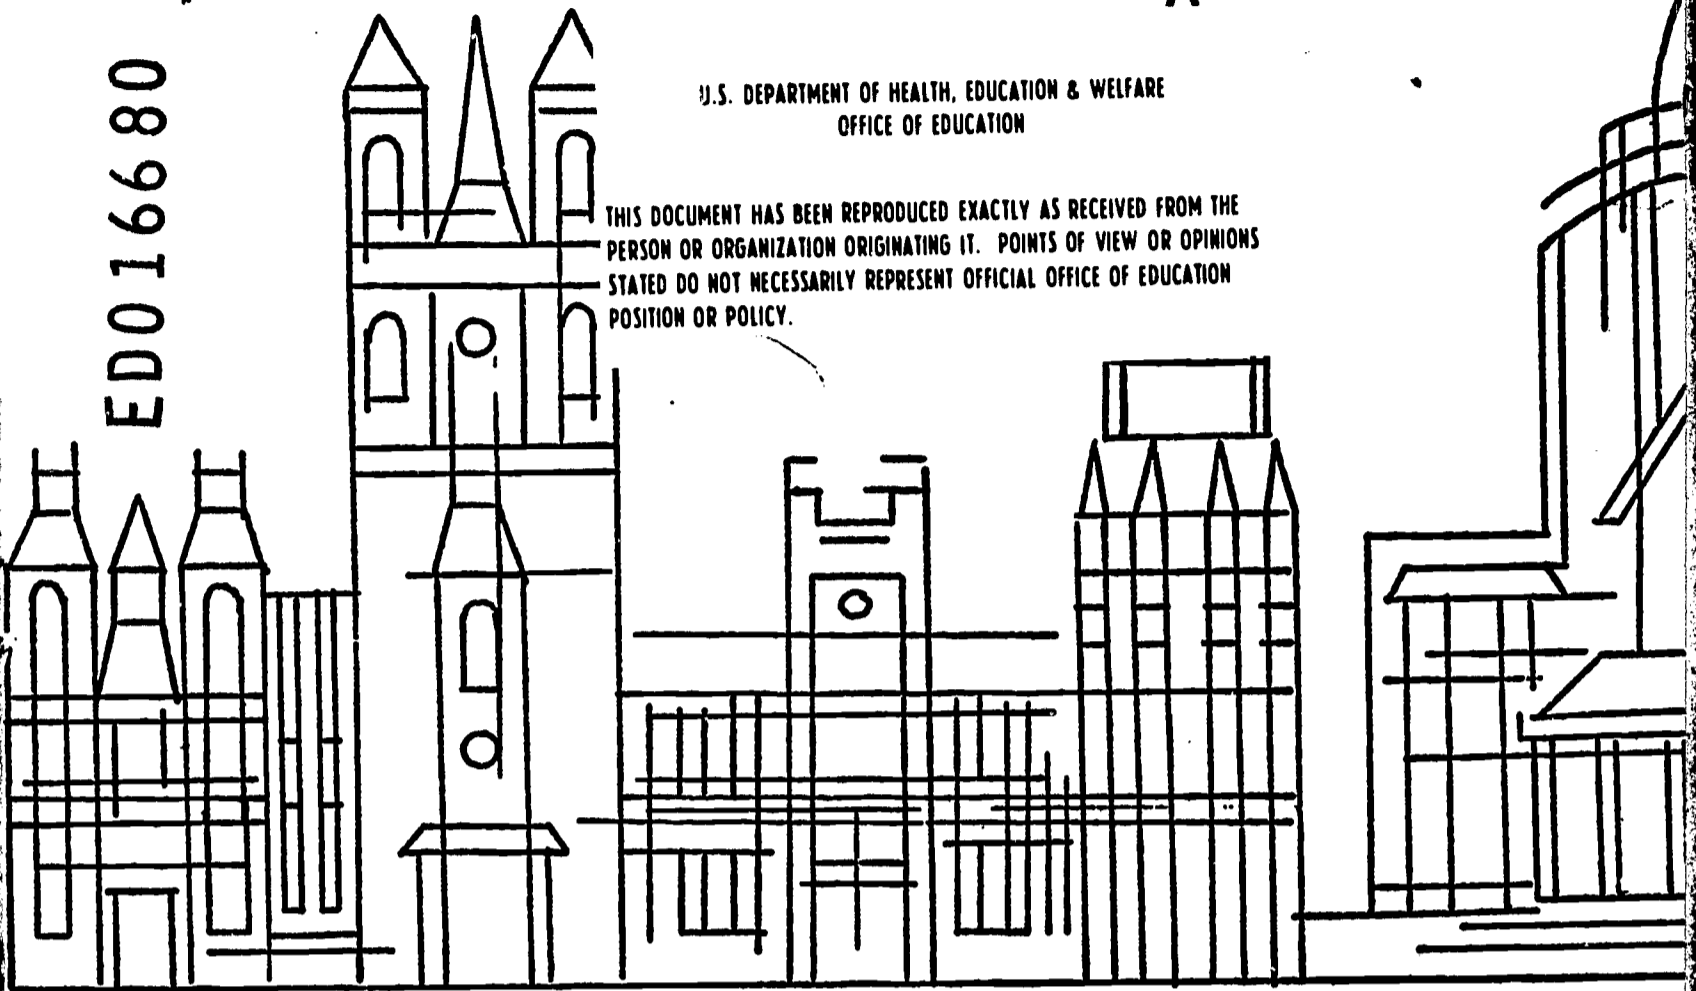 ED016680
U.S. DEPARTMENT OF HEALTH, EDUCATION & WELFARE
OFFICE OF EDUCATION
THIS DOCUMENT HAS BEEN REPRODUCED EXACTLY AS RECEIVED FROM THE
PERSON OR ORGANIZATION ORIGINATING IT. POINTS OF VIEW OR OPINIONS
STATED DO NOT NECESSARILY REPRESENT OFFICIAL OFFICE OF EDUCATION
POSITION OR POLICY.